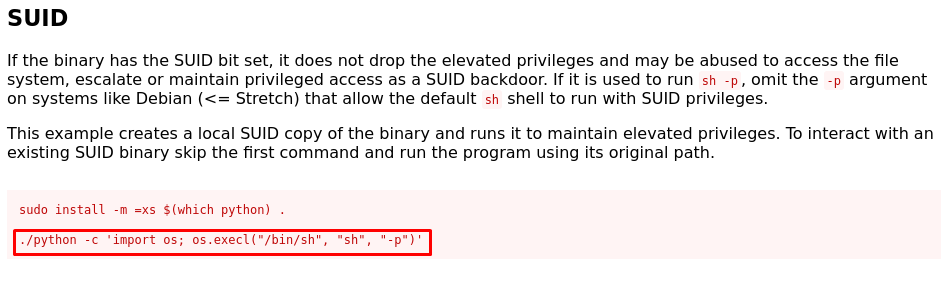 SUID
If the binary has the SUID bit set, it does not drop the elevated privileges and may be abused to access the file
system, escalate or maintain privileged access as a SUID backdoor. If it is used to run sh -p, omit the -p argument
on systems like Debian (<= Stretch) that allow the default sh shell to run with SUID privileges.
This example creates a local SUID copy of the binary and runs it to maintain elevated privileges. To interact with an
existing SUID binary skip the first command and run the program using its original path.
sudo install -m =xs $(which python) .
./python -c 'import os; os.execl("/bin/sh", "sh", "-p")'